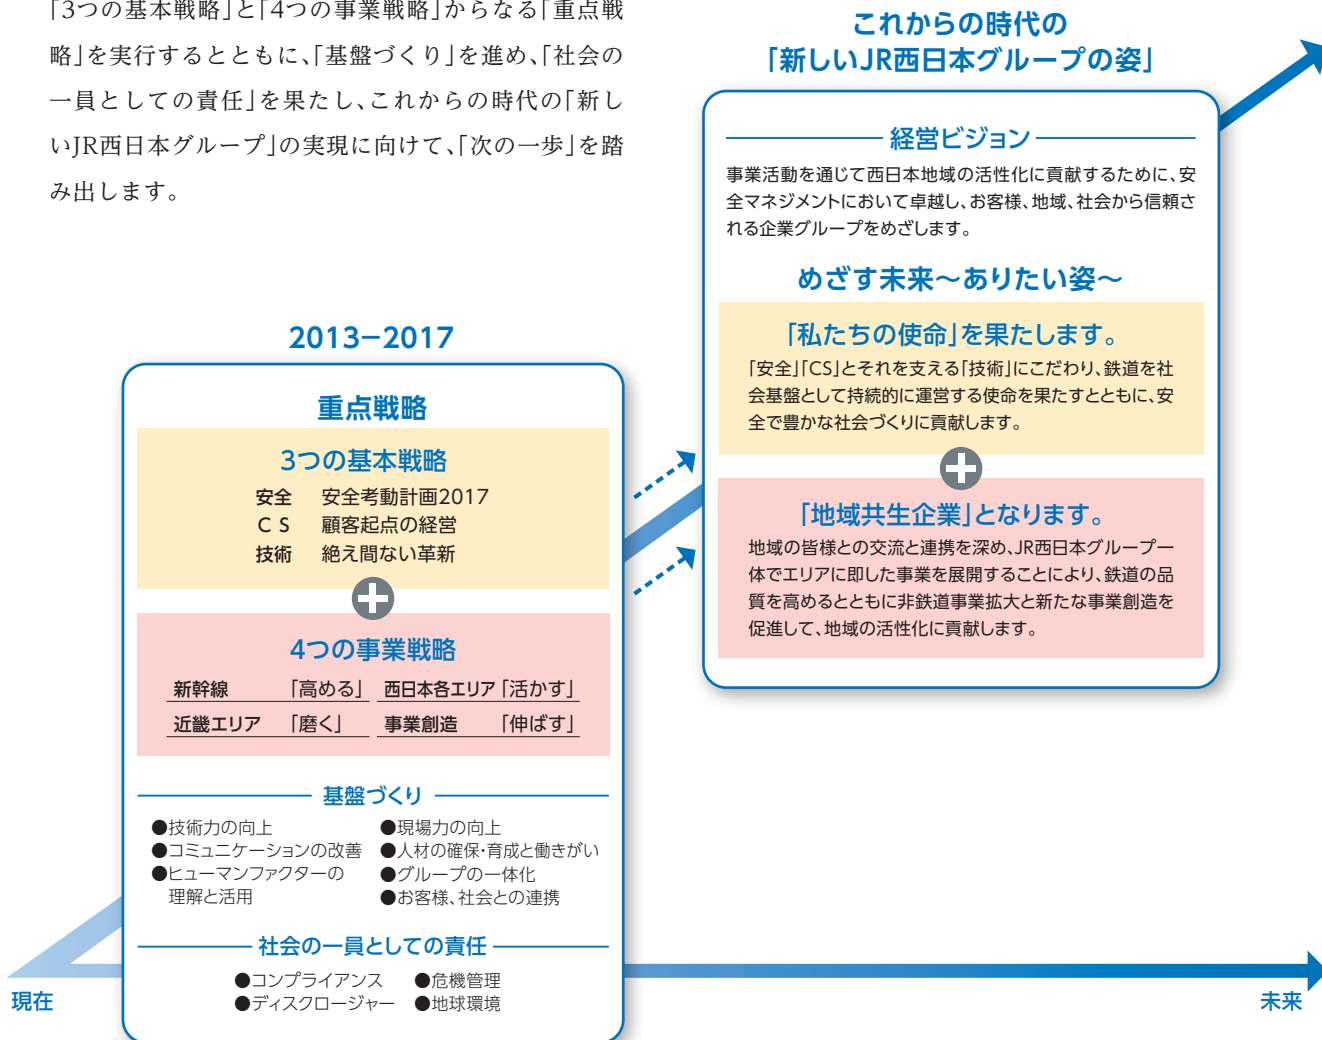 「3つの基本戦略」と「4つの事業戦略」からなる「重点戦
略」を実行するとともに、「基盤づくり」を進め、「社会の
一員としての責任」を果たし、これからの時代の「新し
いJR西日本グループ」の実現に向けて、「次の一歩」を踏
み出します。
これからの時代の
「新しいJR西日本グループの姿」
経営ビジョン
事業活動を通じて西日本地域の活性化に貢献するために、安
全マネジメントにおいて卓越し、お客様、地域、社会から信頼さ
れる企業グループをめざします。
めざす未来～ありたい姿～
「私たちの使命」を果たします。
「安全」「CS」とそれを支える「技術」にこだわり、鉄道を社
会基盤として持続的に運営する使命を果たすとともに、安
全で豊かな社会づくりに貢献します。
「地域共生企業」となります。
地域の皆様との交流と連携を深め、JR西日本グループ一
体でエリアに即した事業を展開することにより、鉄道の品
質を高めるとともに非鉄道事業拡大と新たな事業創造を
促進して、地域の活性化に貢献します。
2013−2017
重点戦略
3つの基本戦略
安全 安全考動計画2017
CS 顧客起点の経営
技術 絶え間ない革新
4つの事業戦略
新幹線 「高める」 西日本各エリア 「活かす」
近畿エリア 「磨く」 事業創造 「伸ばす」
基盤づくり
●技術力の向上
●コミュニケーションの改善
●ヒューマンファクターの
理解と活用
●現場力の向上
●人材の確保・育成と働きがい
●グループの一体化
●お客様、社会との連携
社会の一員としての責任
●コンプライアンス ●危機管理
●ディスクロージャー ●地球環境
現在
未来